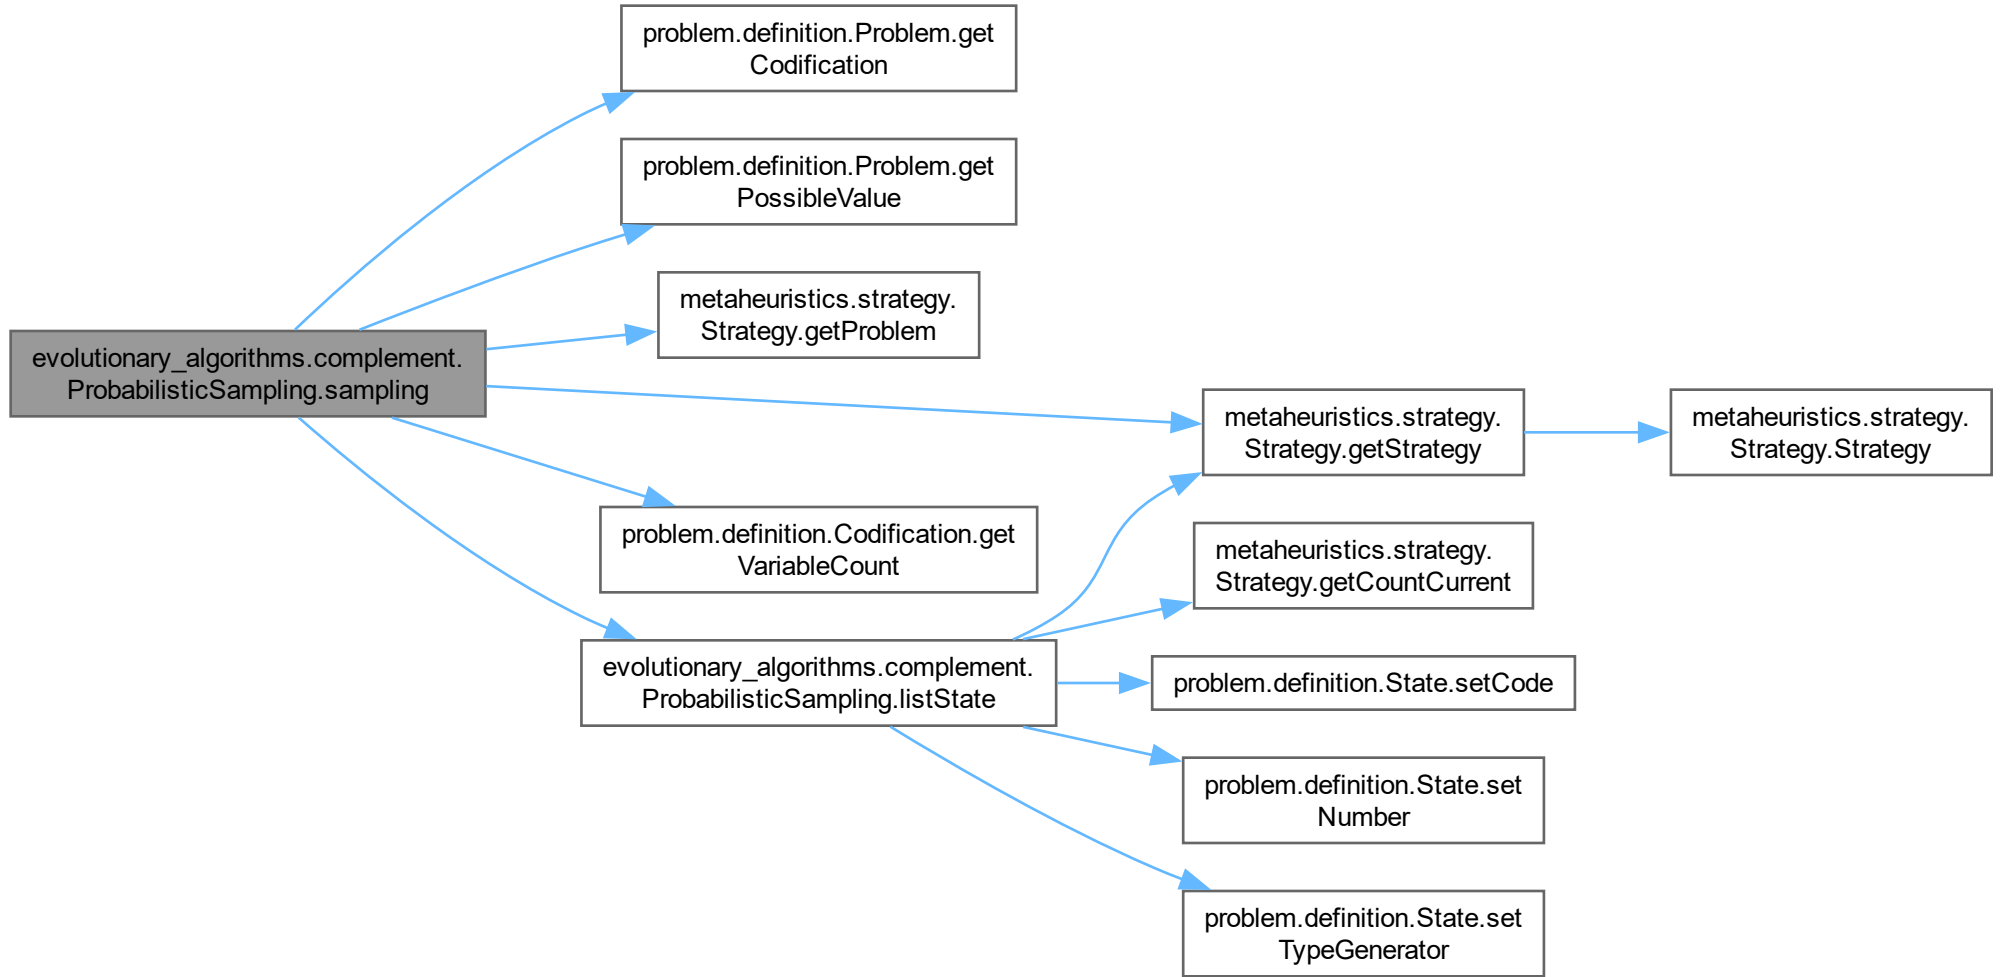 problem.definition.Problem.get
Codification
problem.definition.Problem.get
PossibleValue
metaheuristics.strategy.
Strategy.getProblem
evolutionary_algorithms.complement.
ProbabilisticSampling.sampling
metaheuristics.strategy.
Strategy.getStrategy
metaheuristics.strategy.
Strategy.Strategy
problem.definition.Codification.get
VariableCount
metaheuristics.strategy.
Strategy.getCountCurrent
evolutionary_algorithms.complement.
ProbabilisticSampling.listState
problem.definition.State.setCode
problem.definition.State.set
Number
problem.definition.State.set
TypeGenerator